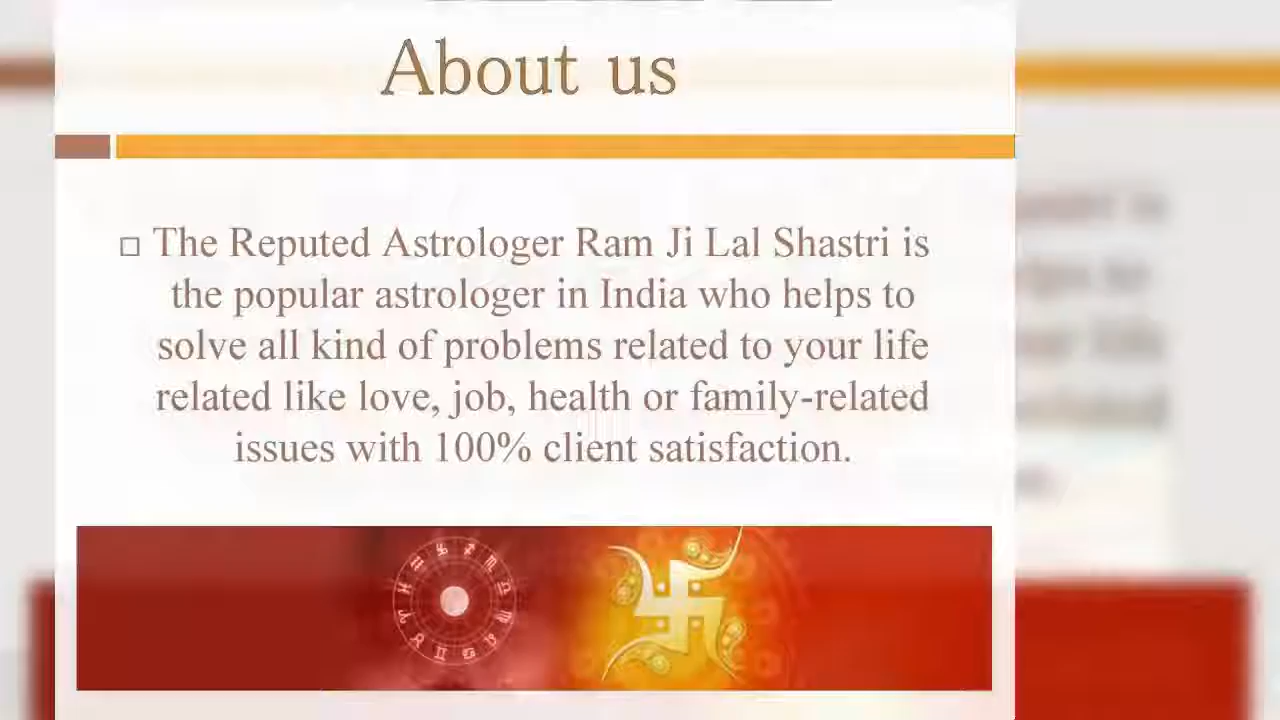 About us
The Reputed Astrologer Ram Ji Lal Shastri is
the popular astrologer in India who helps to
solve all kind of problems related to your life
related like love, job, health or family-related
issues with 100% client satisfaction.